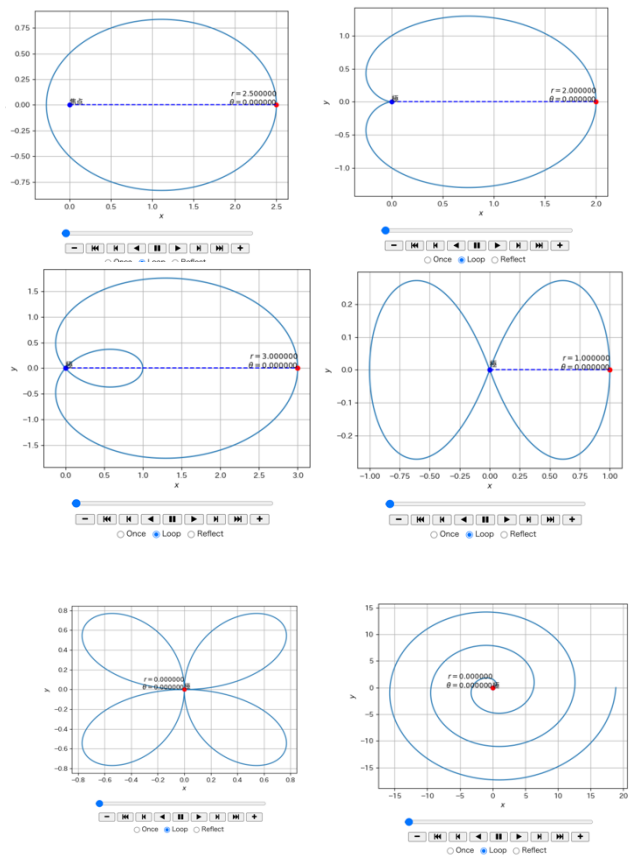 0.75
0.50
0.25
0.00
−0.25
−0.50
−0.75
焦点
r = 2.500000
θ = 0.000000
0.0
0.5
1.0
1.5
2.0
2.5
x
Once Loop Reflect
1.0
0.5
0.0
−0.5
−1.0
y
極
r = 2.000000
θ = 0.000000
0.0
0.5
1.0
1.5
2.0
x
Once Loop Reflect
1.5
1.0
0.5
0.0
−0.5
−1.0
−1.5
y
極
r = 3.000000
θ = 0.000000
0.0
0.5
1.0
1.5
2.0
2.5
3.0
x
Once Loop Reflect
0.2
0.1
0.0
−0.1
−0.2
y
極
r = 1.000000
θ = 0.000000
−1.00
−0.75
−0.50
−0.25
0.00
0.25
0.50
0.75
1.00
x
Once Loop Reflect
0.8
0.6
0.4
0.2
0.0
−0.2
−0.4
−0.6
−0.8
y
r = 0.000000
θ = 0.000000
極
−0.8
−0.6
−0.4
−0.2
0.0
0.2
0.4
0.6
0.8
x
Once Loop Reflect
15
10
5
0
−5
−10
−15
y
r = 0.000000
θ = 0.000000
極
−15
−10
−5
0
5
10
15
20
x
Once Loop Reflect